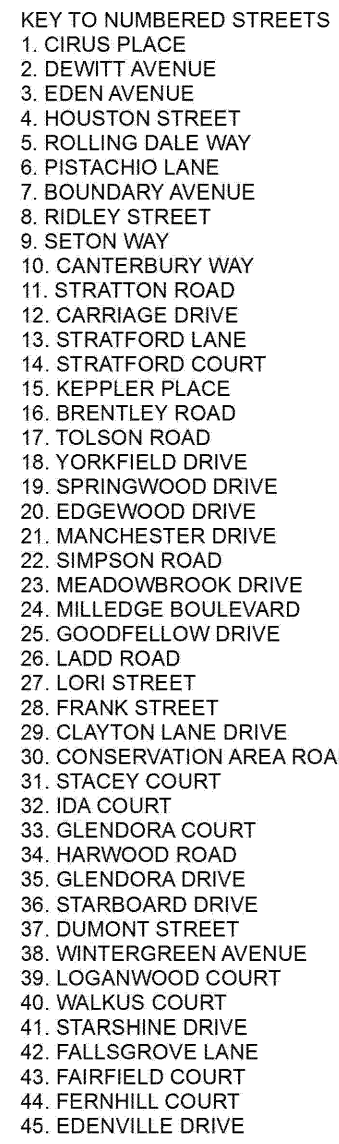 KEY TO NUMBERED STREETS
1. CIRUS PLACE
2. DEWITT AVENUE
3. EDEN AVENUE
4. HOUSTON STREET
5. ROLLING DALE WAY
6. PISTACHIO LANE
7. BOUNDARY AVENUE
8. RIDLEY STREET
9. SETON WAY
10. CANTERBURY WAY
11. STRATTON ROAD
12. CARRIAGE DRIVE
13. STRATFORD LANE
14. STRATFORD COURT
15. KEPPLER PLACE
16. BRENTLEY ROAD
17. TOLSON ROAD
18. YORKFIELD DRIVE
19. SPRINGWOOD DRIVE
20. EDGEWOOD DRIVE
21. MANCHESTER DRIVE
22. SIMPSON ROAD
23. MEADOWBROOK DRIVE
24. MILLEDGE BOULEVARD
25. GOODFELLOW DRIVE
26. LADD ROAD
27. LORI STREET
28. FRANK STREET
29. CLAYTON LANE DRIVE
30. CONSERVATION AREA ROA
31. STACEY COURT
32. IDA COURT
33. GLENDORA COURT
34. HARWOOD ROAD
35. GLENDORA DRIVE
36. STARBOARD DRIVE
37. DUMONT STREET
38. WINTERGREEN AVENUE
39. LOGANWOOD COURT
40. WALKUS COURT
41. STARSHINE DRIVE
42. FALLSGROVE LANE
43. FAIRFIELD COURT
44. FERNHILL COURT
45. EDENVILLE DRIVE